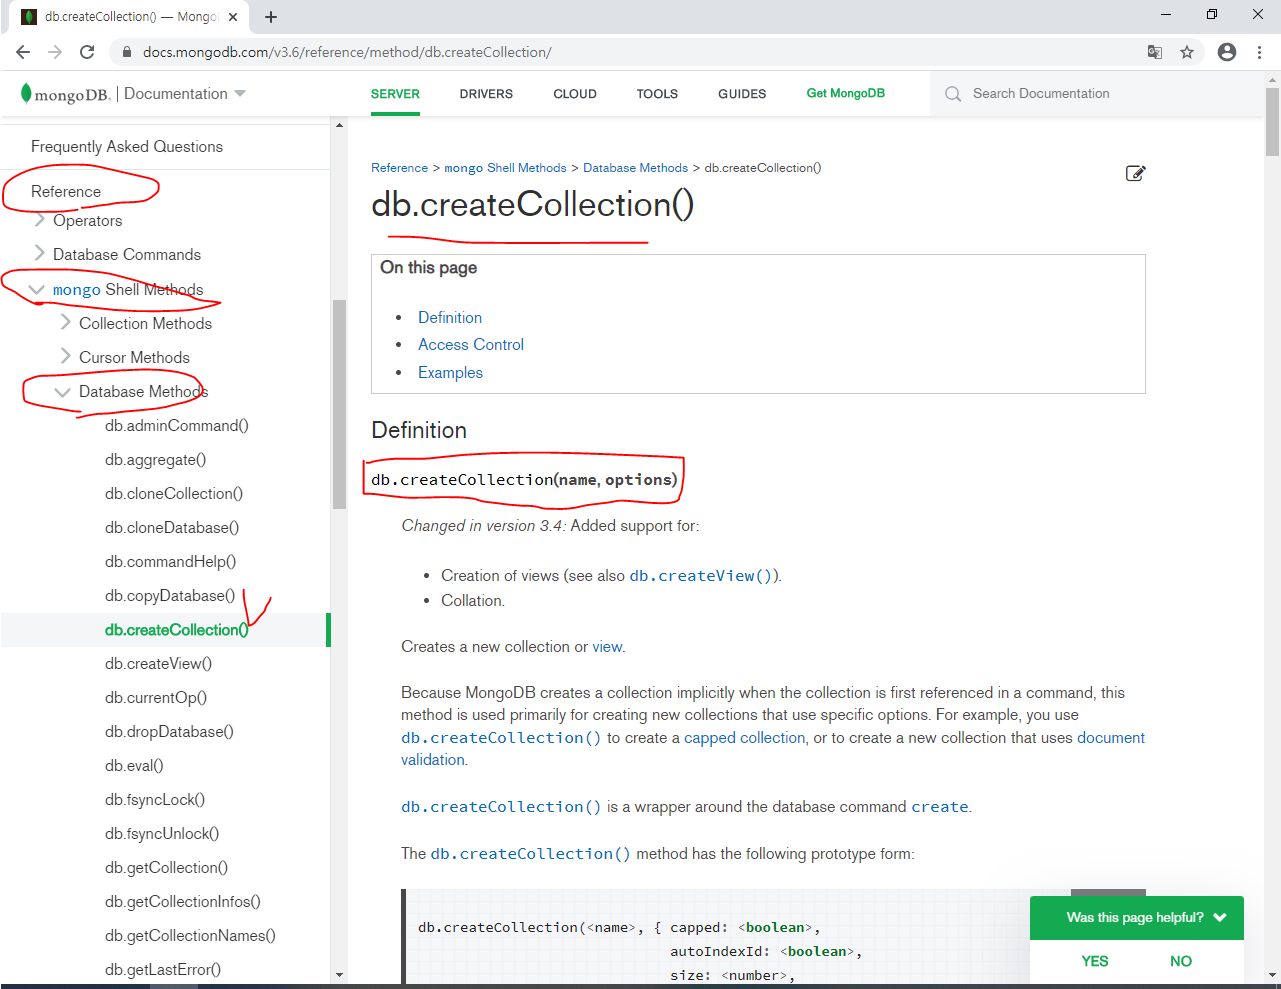 db.createCollection() — Mongo
docs.mongodb.com/v3.6/reference/method/db.createCollection/
mongoDB. | Documentation
SERVER
DRIVERS
CLOUD
TOOLS
GUIDES
Get MongoDB
Search Documentation
Frequently Asked Questions
Reference
Operators
Database Commands
mongo Shell Methods
Collection Methods
Cursor Methods
Database Methods
db.adminCommand()
db.aggregate()
db.cloneCollection()
db.cloneDatabase()
db.commandHelp()
db.copyDatabase()
db.createCollection()
db.createView()
db.currentOp()
db.dropDatabase()
db.eval()
db.fsyncLock()
db.fsyncUnlock()
db.getCollection()
db.getCollectionInfos()
db.getCollectionNames()
db.getLastError()
Reference > mongo Shell Methods > Database Methods > db.createCollection()
db.createCollection()
On this page
• Definition
• Access Control
• Examples
Definition
db.createCollection(name, options)
Changed in version 3.4: Added support for:
• Creation of views (see also db.createView()).
• Collation.
Creates a new collection or view.
Because MongoDB creates a collection implicitly when the collection is first referenced in a command, this
method is used primarily for creating new collections that use specific options. For example, you use
db.createCollection() to create a capped collection, or to create a new collection that uses document
validation.
db.createCollection() is a wrapper around the database command create.
The db.createCollection() method has the following prototype form:
db.createCollection(<name>, { capped: <boolean>,
autoIndexId: <boolean>,
size: <number>,
Was this page helpful?
YES
NO